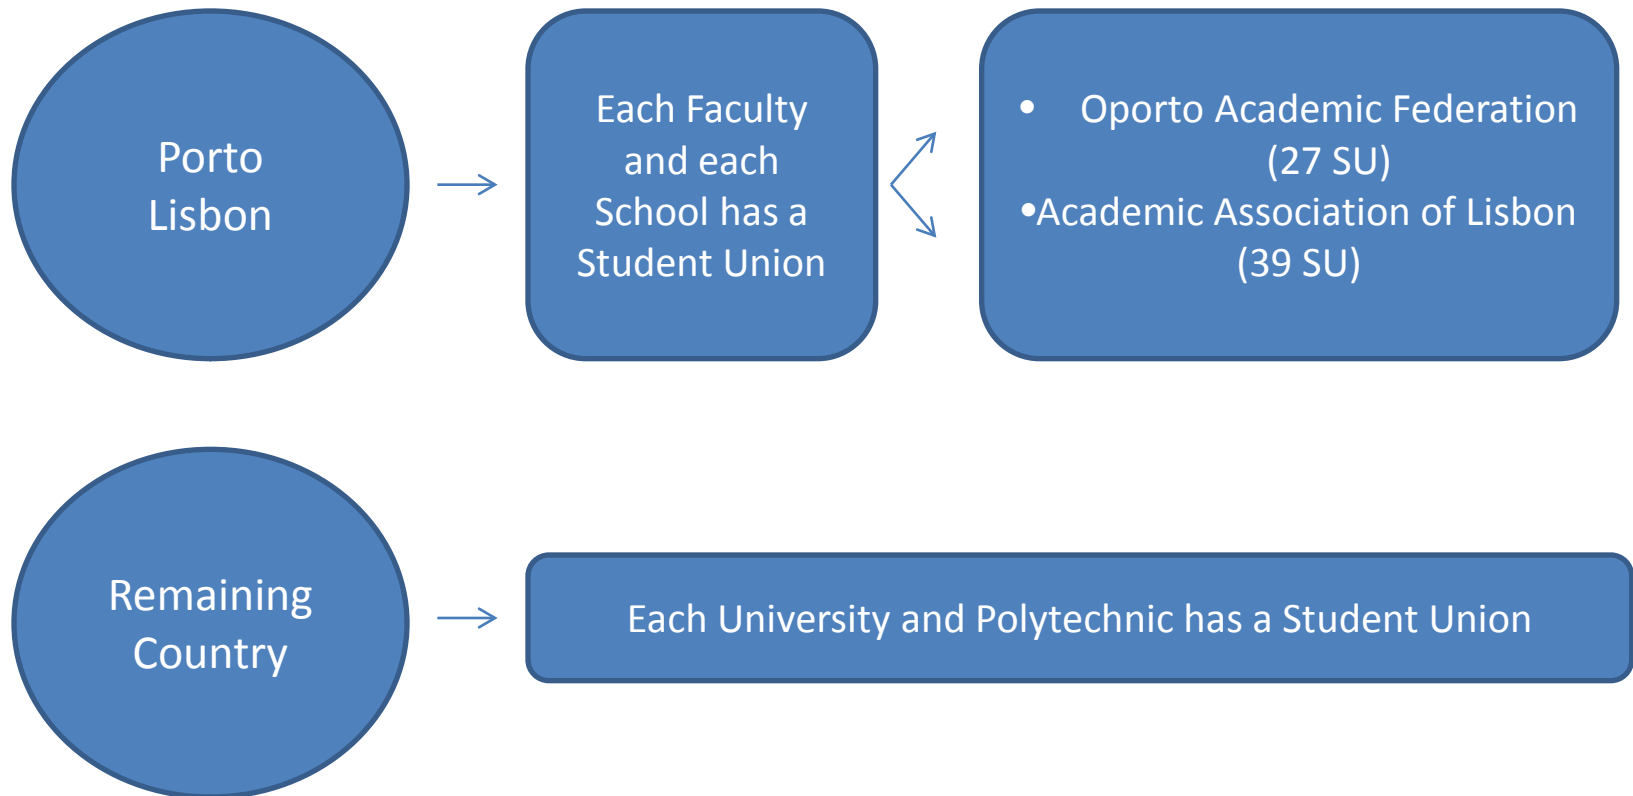 Porto
Lisbon
Each Faculty
and each
School has a
Student Union
• Oporto Academic Federation
(27 SU)
•Academic Association of Lisbon
(39 SU)
Remaining
Country
Each University and Polytechnic has a Student Union